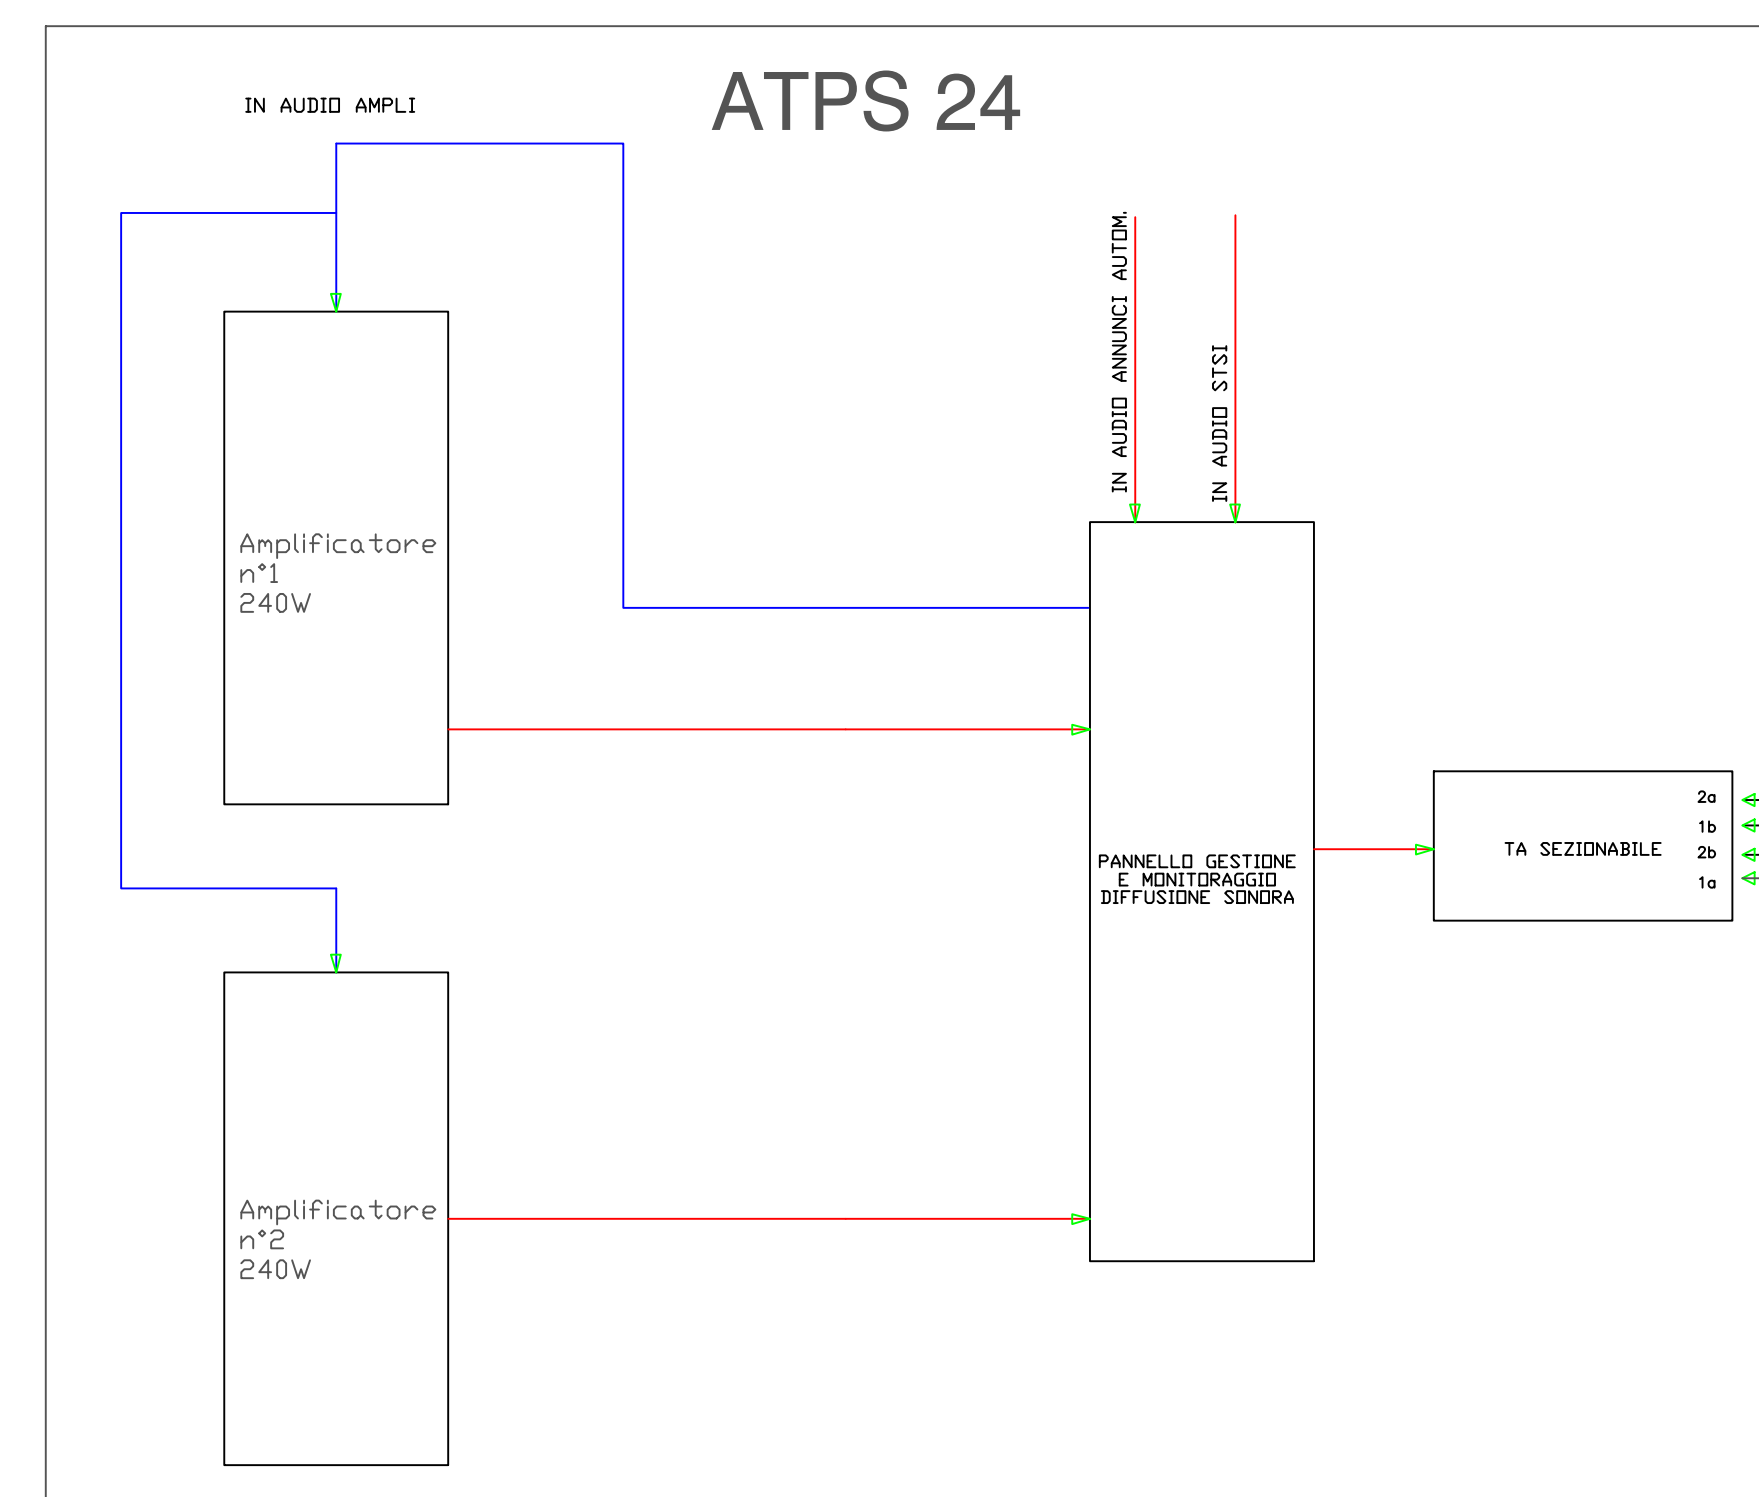 ATPS 24
IN AUDIO AMPLI
IN AUDIO ANNUNCI AUTOM.
IN AUDIO STSI
Amplificatore
n°1
240W
PANNELLO GESTIONE
E MONITORAGGIO
DIFFUSIONE SONORA
TA SEZIONABILE
2a
1b
2b
1a
Amplificatore
n°2
240W